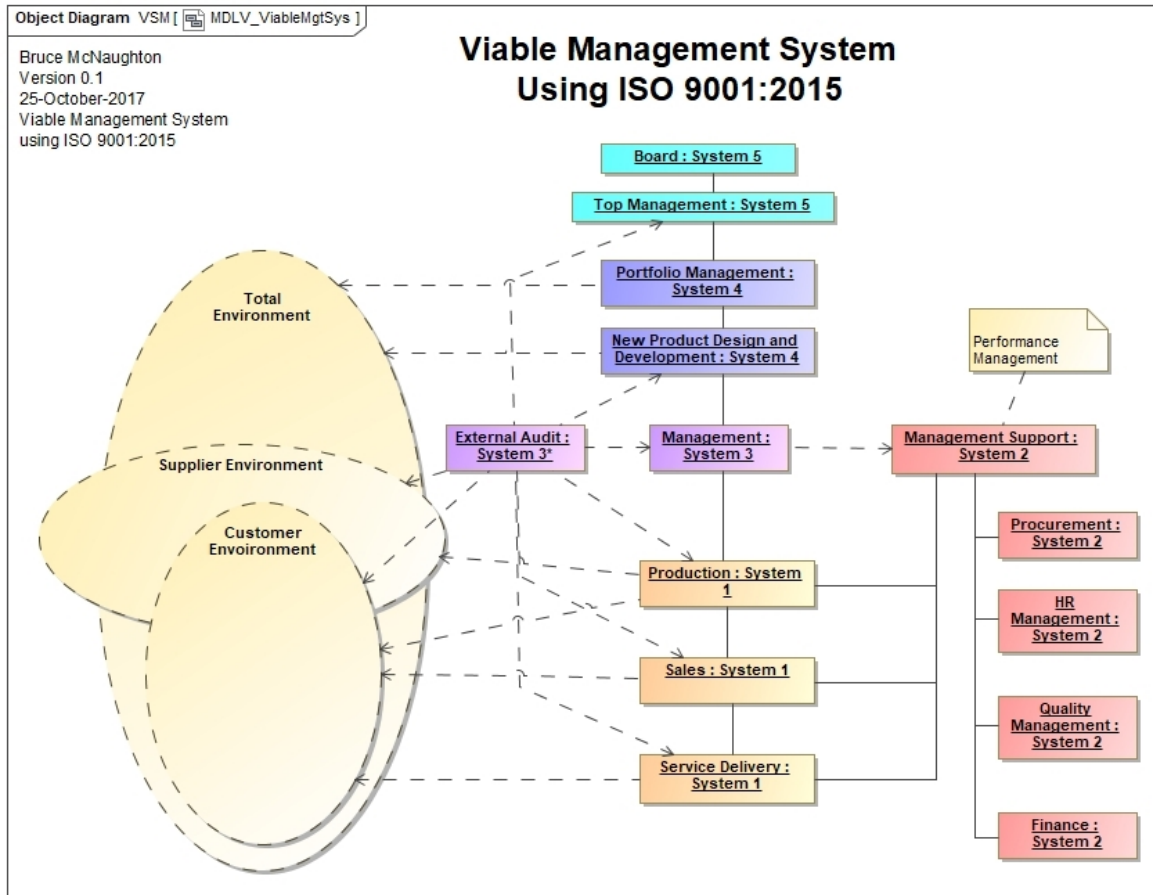 Object Diagram VSM [ MDLV_ViableMgtSys ]
Bruce McNaughton
Version 0.1
25-October-2017
Viable Management System
using ISO 9001:2015
Viable Management System
Using ISO 9001:2015
Board : System 5
Top Management : System 5
Portfolio Management :
System 4
New Product Design and
Development : System 4
Total
Environment
Performance
Management
External Audit :
System 3*
Management :
System 3
Management Support :
System 2
Supplier Environment
Customer
Envoironment
Procurement :
System 2
Production : System
1
HR
Management :
System 2
Sales : System 1
Quality
Management :
System 2
Service Delivery :
System 1
Finance :
System 2